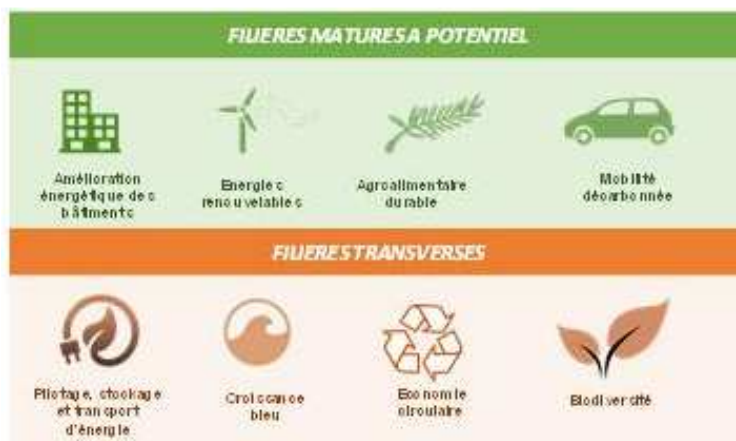 FILIERES MATURES A POTENTIEL
Amélioration
énergétique des
bâtiments
Energies
renouvelables
Agroalimentaire
durable
Mobilité
décarbonnée
FILIERES TRANSVERSES
Pilotage, stockage
et transport
d'énergie
Croissance
bleu
Economie
circulaire
Biodiversité